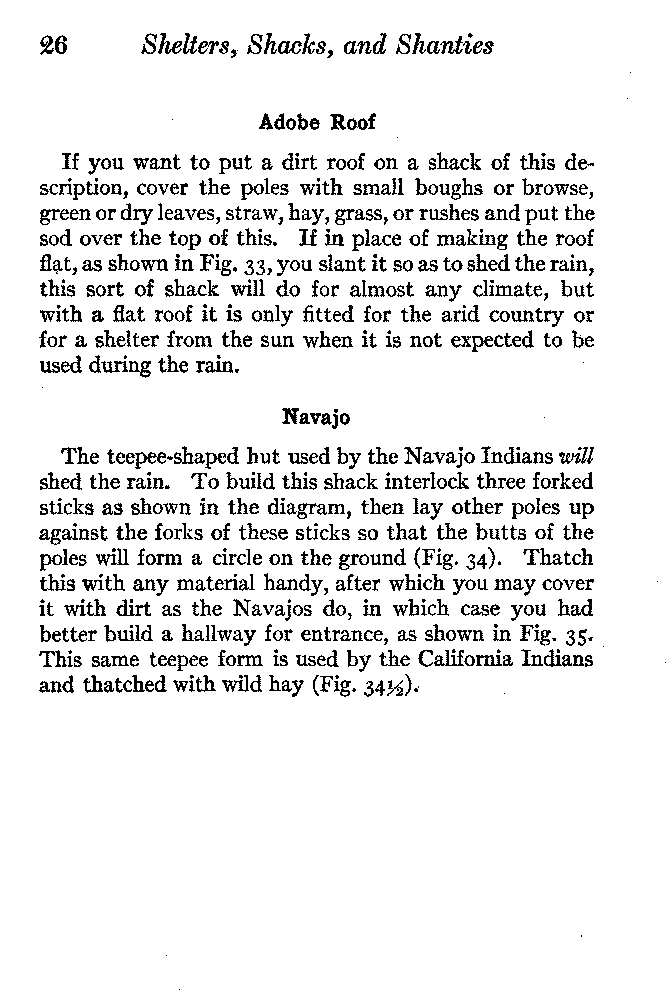 26 Shelters, Shacks, and Shanties
Adobe Roof
If you want to put a dirt roof on a shack of this de-
scription, cover the poles with small boughs or browse,
green or dry leaves, straw, hay, grass, or rushes and put the
sod over the top of this. If in place of making the roof
flat, as shown in Fig. 33, you slant it so as to shed the rain,
this sort of shack will do for almost any climate, but
with a flat roof it is only fitted for the arid country or
for a shelter from the sun when it is not expected to be
used during the rain.
Navajo
The teepee-shaped hut used by the Navajo Indians will
shed the rain. To build this shack interlock three forked
sticks as shown in the diagram, then lay other poles up
against the forks of these sticks so that the butts of the
poles will form a circle on the ground (Fig. 34). Thatch
this with any material handy, after which you may cover
it with dirt as the Navajos do, in which case you had
better build a hallway for entrance, as shown in Fig. 35.
This same teepee form is used by the California Indians
and thatched with wild hay (Fig. 34½).